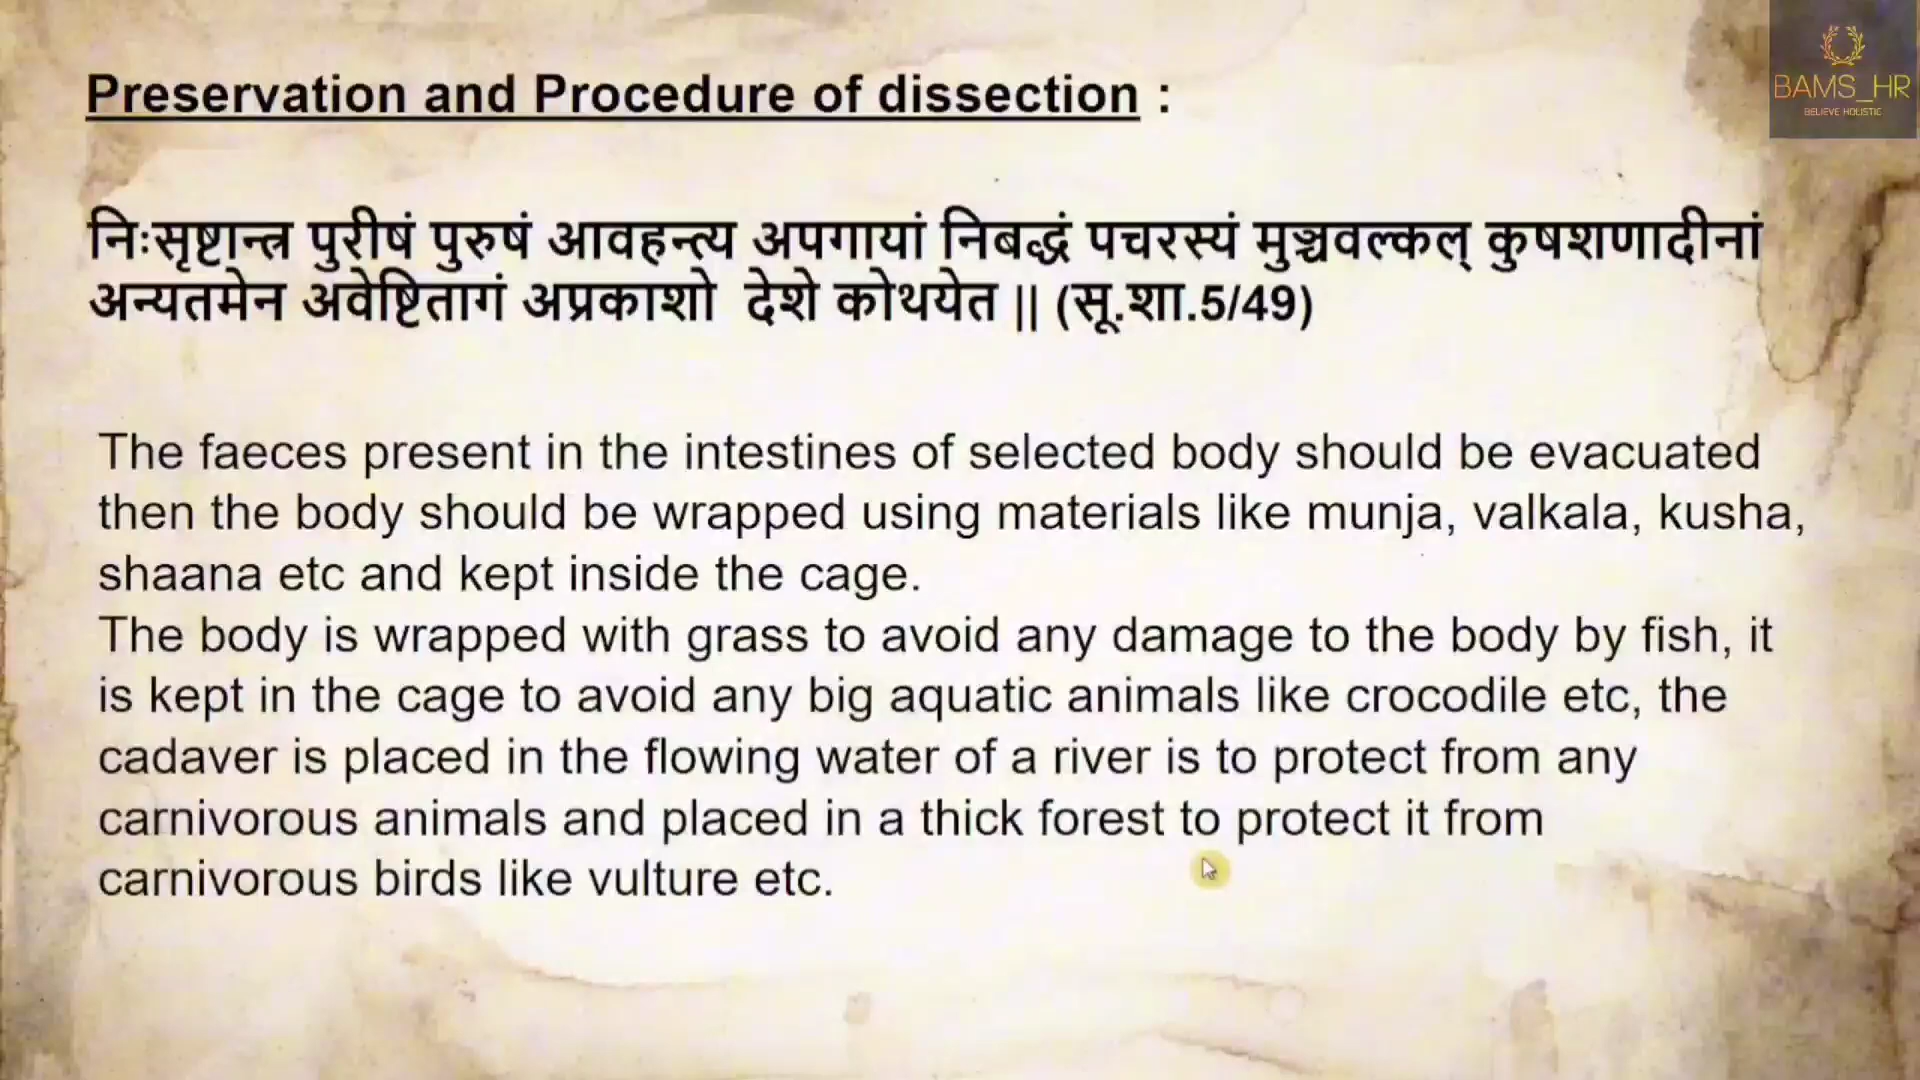 BAMS_HR
BELIEVE HOLISTIC
Preservation and Procedure of dissection :
निःसृष्टान्त्र पुरीषं पुरुषं आवहन्त्य अपगायां निबद्धं पचरस्यं मुञ्चवल्कल् कुषशणादीनां
अन्यतमेन अवेष्टितागं अप्रकाशो देशे कोथयेत || (सू.शा.5/49)
The faeces present in the intestines of selected body should be evacuated
then the body should be wrapped using materials like munja, valkala, kusha,
shaana etc and kept inside the cage.
The body is wrapped with grass to avoid any damage to the body by fish, it
is kept in the cage to avoid any big aquatic animals like crocodile etc, the
cadaver is placed in the flowing water of a river is to protect from any
carnivorous animals and placed in a thick forest to protect it from
carnivorous birds like vulture etc.